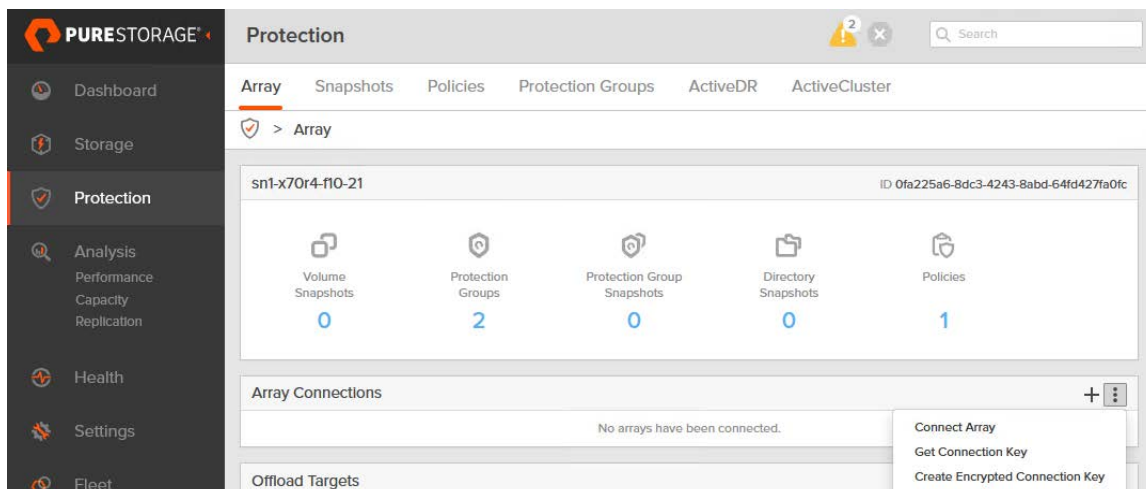 PURESTORAGE®
Protection
2
Search
Dashboard
Storage
Protection
Analysis
Performance
Capacity
Replication
Health
Settings
Fleet
Array Snapshots Policies Protection Groups ActiveDR ActiveCluster
> Array
sn1-x70r4-f10-21
ID 0fa225a6-8dc3-4243-8abd-64fd427fa0fc
Volume
Snapshots
0
Protection
Groups
2
Protection Group
Snapshots
0
Directory
Snapshots
0
Policies
1
Array Connections
No arrays have been connected.
Connect Array
Get Connection Key
Create Encrypted Connection Key
Offload Targets